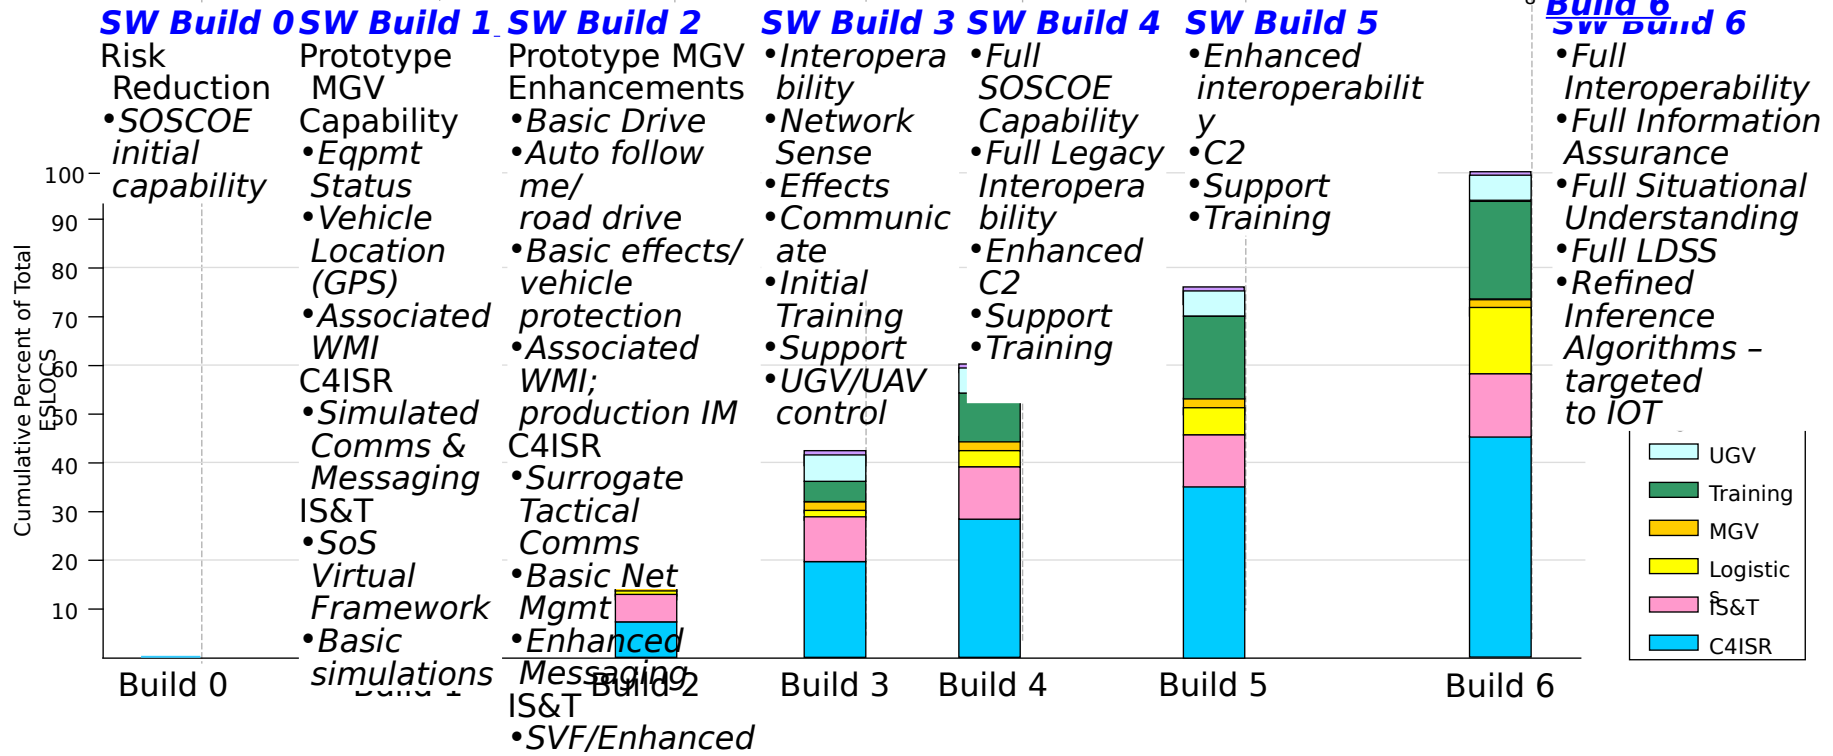 SW Build 0
Risk
Reduction
•SOSCOE
initial
capability
SW Build 1
Prototype
MGV
Capability
•Eqpmt
Status
•Vehicle
Location
(GPS)
•Associated
WMI
C4ISR
•Simulated
Comms &
Messaging
IS&T
•SoS
Virtual
Framework
•Basic
simulations
SW Build 2
Prototype MGV
Enhancements
•Basic Drive
•Auto follow
me/
road drive
•Basic effects/
vehicle
protection
•Associated
WMI;
production IM
C4ISR
•Surrogate
Tactical
Comms
•Basic Net
Mgmt
•Enhanced
Messaging
IS&T
•SVF/Enhanced
SW Build 3
•Interopera
bility
•Network
Sense
•Effects
•Communic
ate
•Initial
Training
•Support
•UGV/UAV
control
SW Build 4
•Full
SOSCOE
Capability
•Full Legacy
Interopera
bility
•Enhanced
C2
•Support
•Training
SW Build 5
•Enhanced
interoperabilit
y
•C2
•Support
•Training
Build 6
SW Build 6
•Full
Interoperability
•Full Information
Assurance
•Full Situational
Understanding
•Full LDSS
•Refined
Inference
Algorithms –
targeted
to IOT
Cumulative Percent of Total
ESLOCS
100
90
80
70
60
50
40
30
20
10
Build 0
Build 1
Build 2
Build 3
Build 4
Build 5
Build 6
UGV
Training
MGV
Logistic
s
IS&T
C4ISR